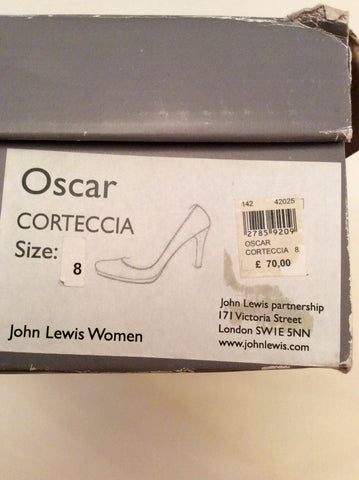 Oscar
CORTECCIA
Size: 8
142 42025
27859209
OSCAR
CORTECCIA 8
£ 70,00
John Lewis partnership
171 Victoria Street
London SW1E 5NN
www.johnlewis.com
John Lewis Women